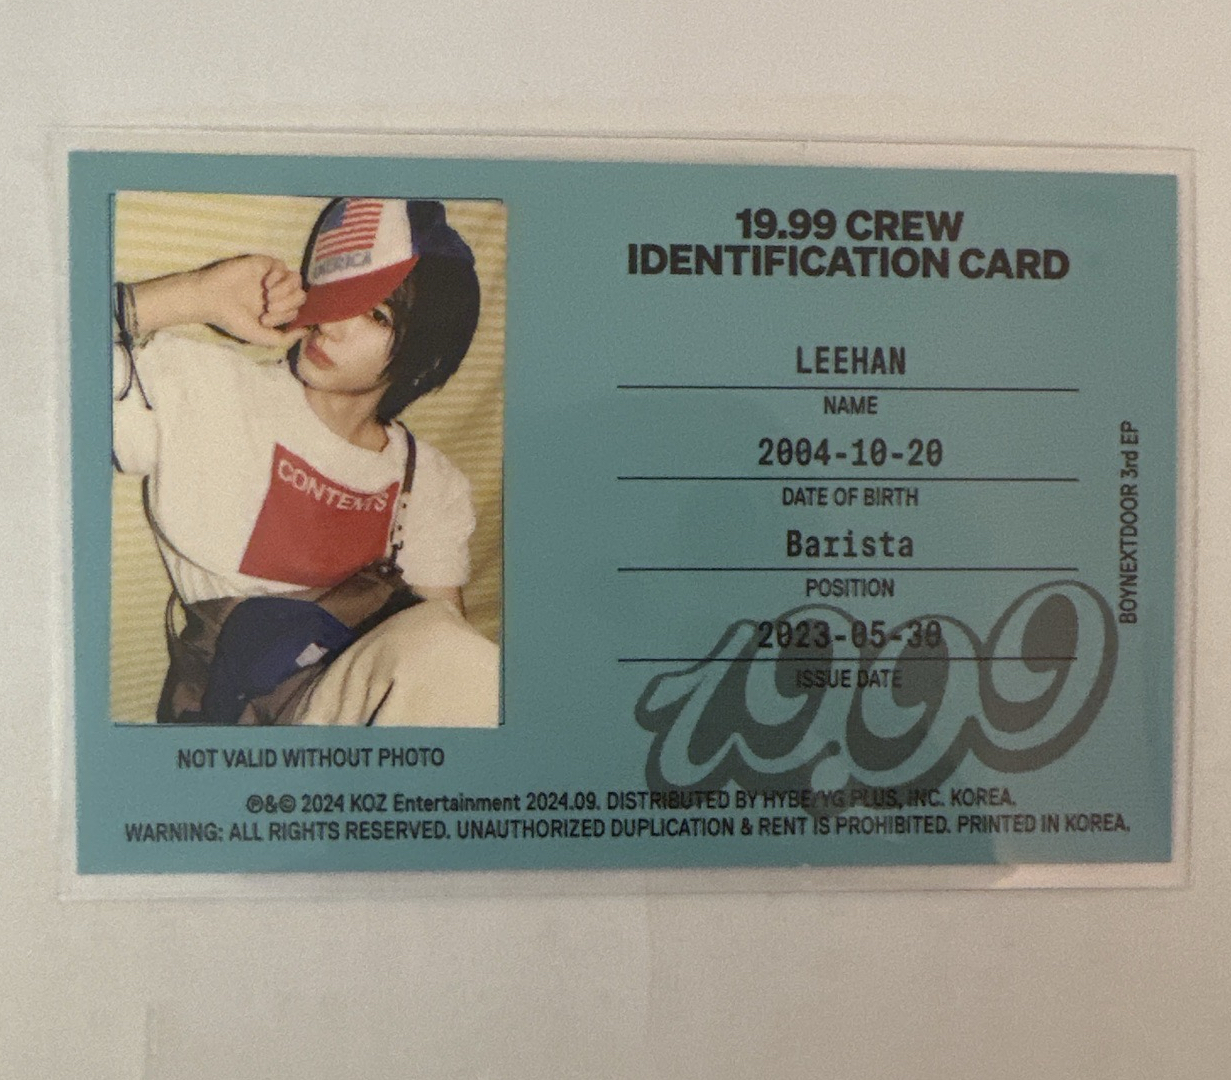 AMERICA
CONTENTS
19.99 CREW
IDENTIFICATION CARD
LEEHAN
NAME
2004-10-20
DATE OF BIRTH
Barista
POSITION
2023-05-30
ISSUE DATE
19.99
BOYNEXTDOOR 3rd EP
NOT VALID WITHOUT PHOTO
℗&© 2024 KOZ Entertainment 2024.09. DISTRIBUTED BY HYBE/YG PLUS, INC. KOREA.
WARNING: ALL RIGHTS RESERVED. UNAUTHORIZED DUPLICATION & RENT IS PROHIBITED. PRINTED IN KOREA.